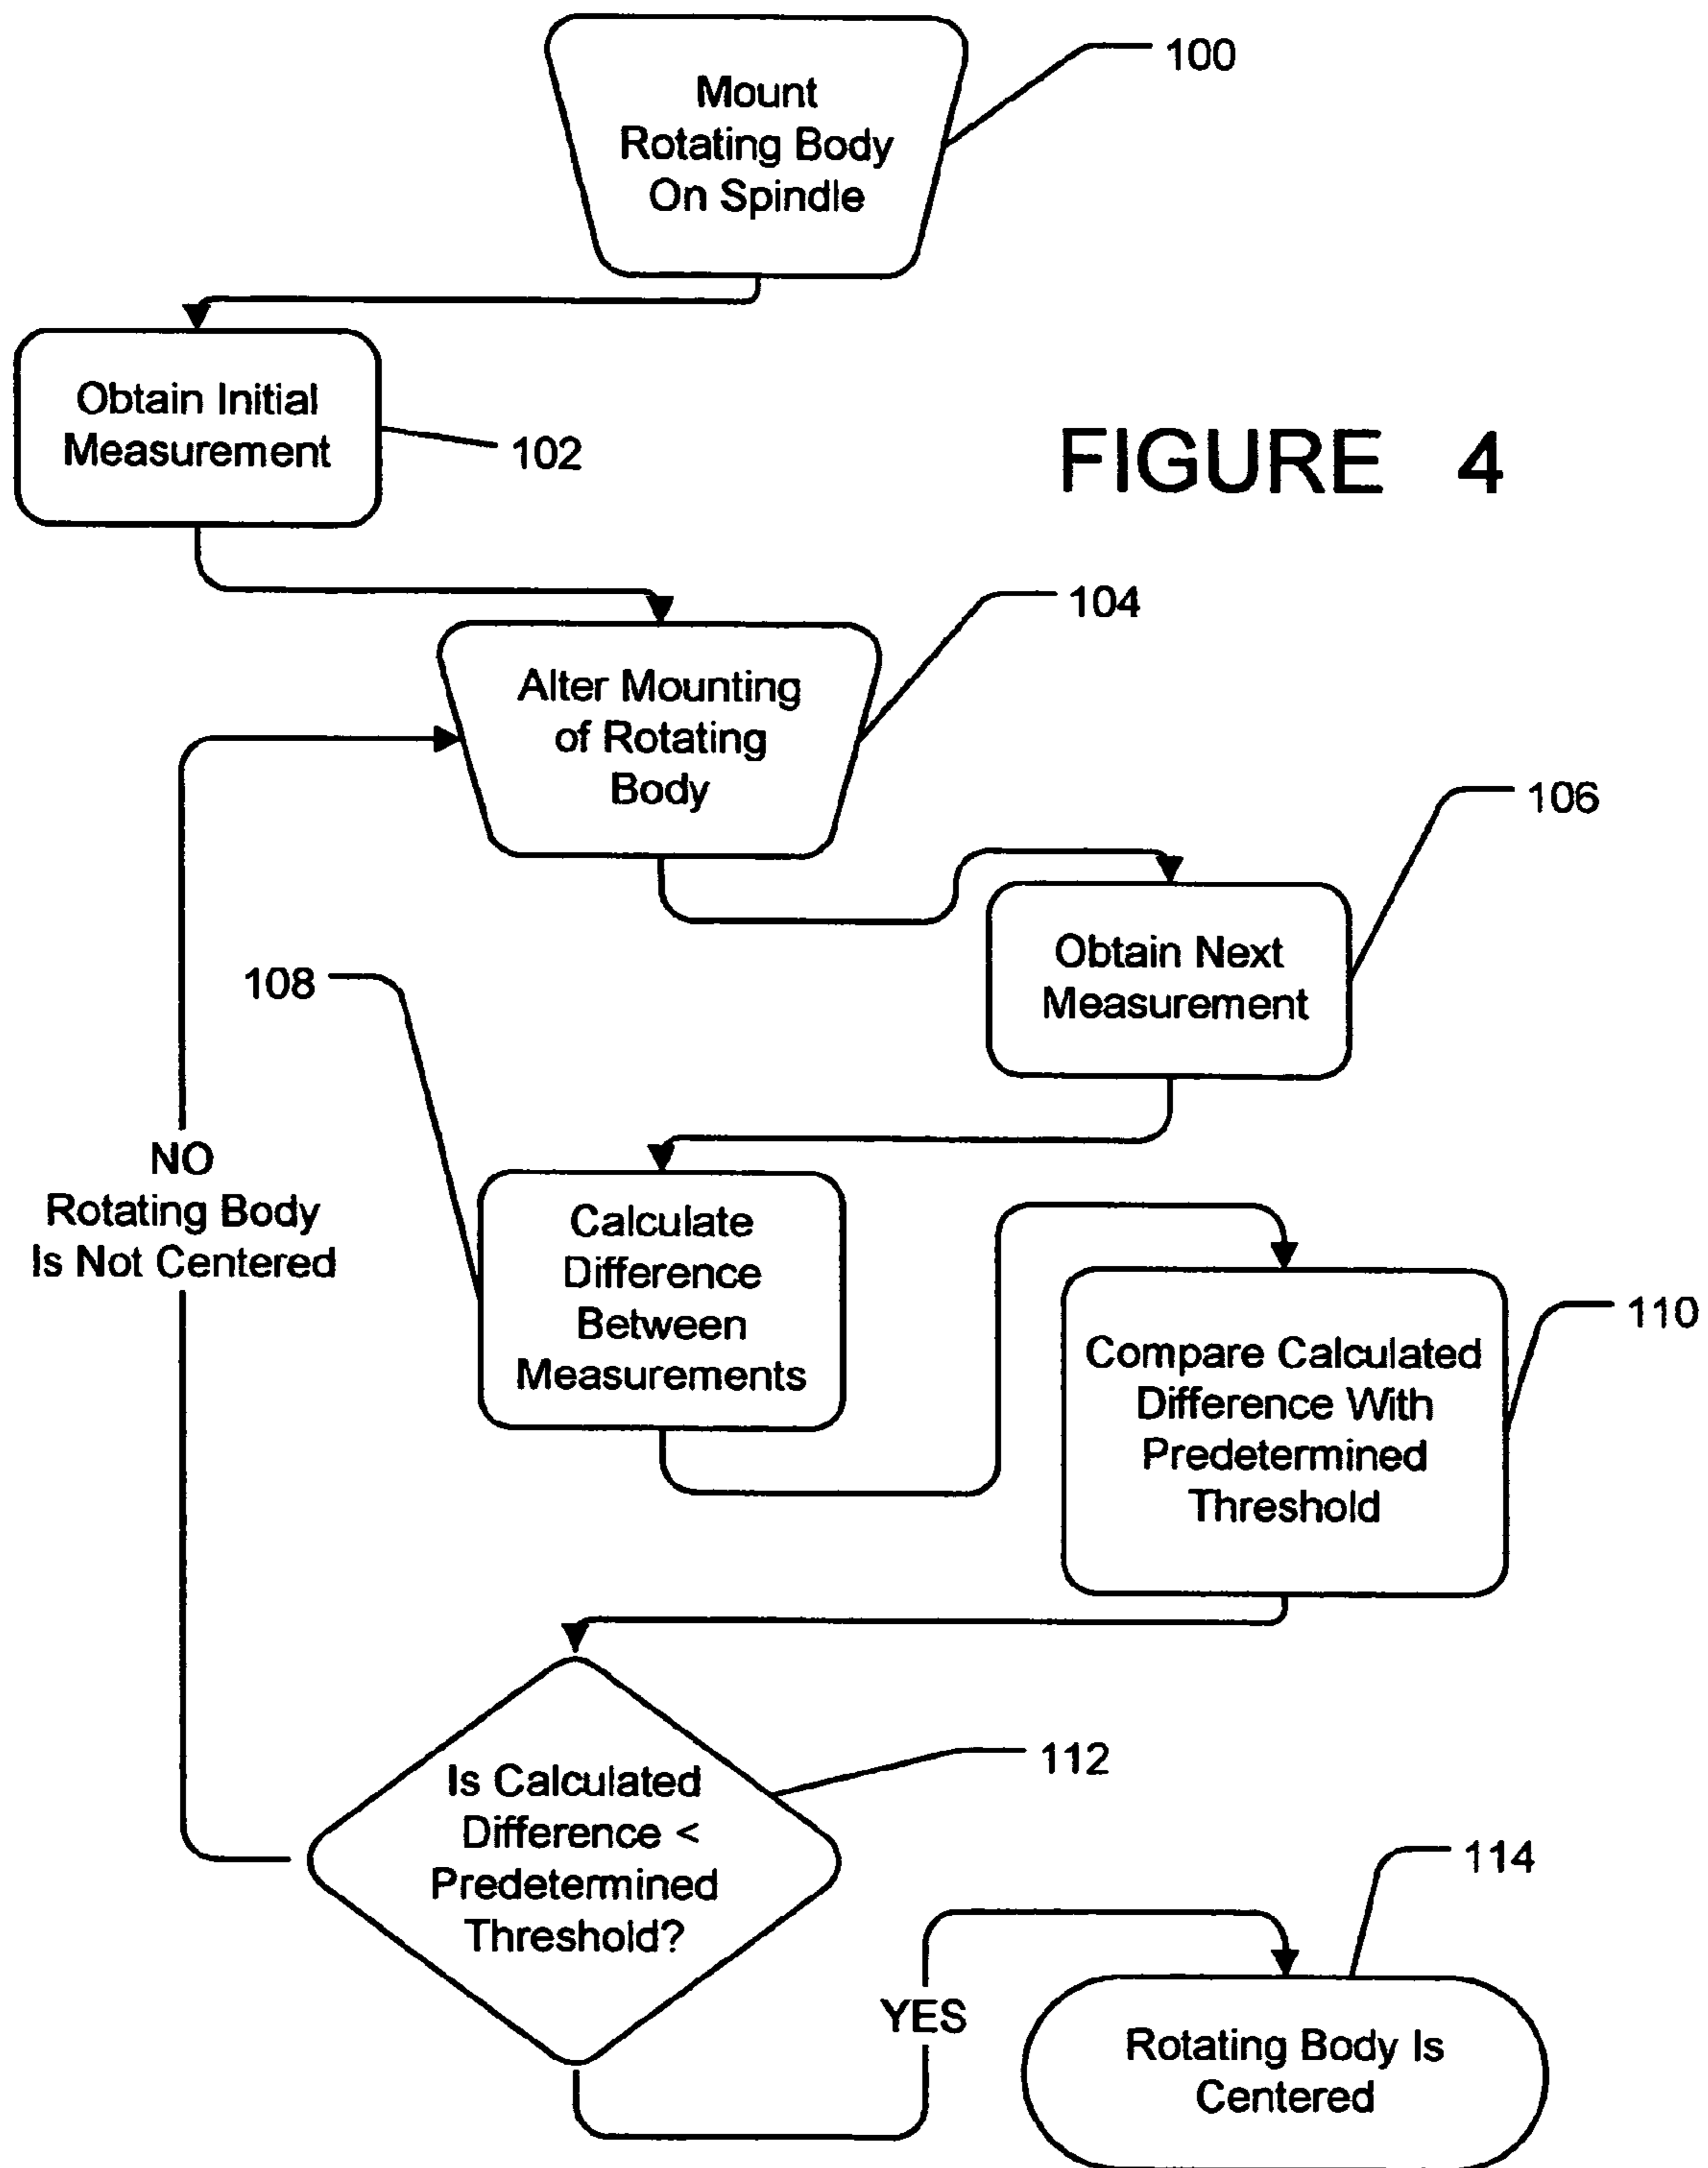 Mount
Rotating Body
On Spindle
100
Obtain Initial
Measurement
102
FIGURE 4
Alter Mounting
of Rotating
Body
104
Obtain Next
Measurement
106
108
Calculate
Difference
Between
Measurements
NO
Rotating Body
Is Not Centered
Compare Calculated
Difference With
Predetermined
Threshold
110
Is Calculated
Difference <
Predetermined
Threshold?
112
YES
114
Rotating Body Is
Centered